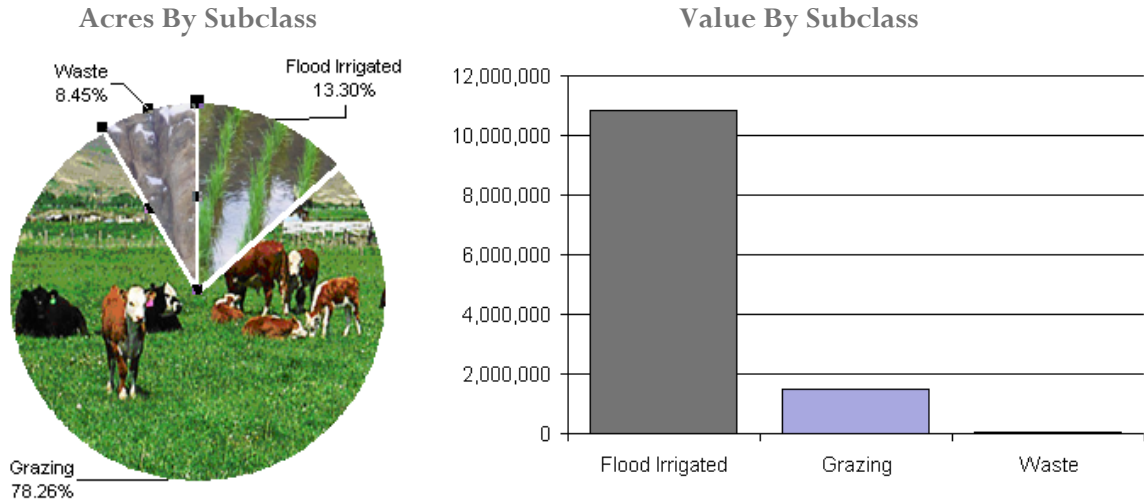 Acres By Subclass
Waste
8.45%
Flood Irrigated
13.30%
Grazing
78.26%
Value By Subclass
12,000,000
10,000,000
8,000,000
6,000,000
4,000,000
2,000,000
0
Flood Irrigated
Grazing
Waste